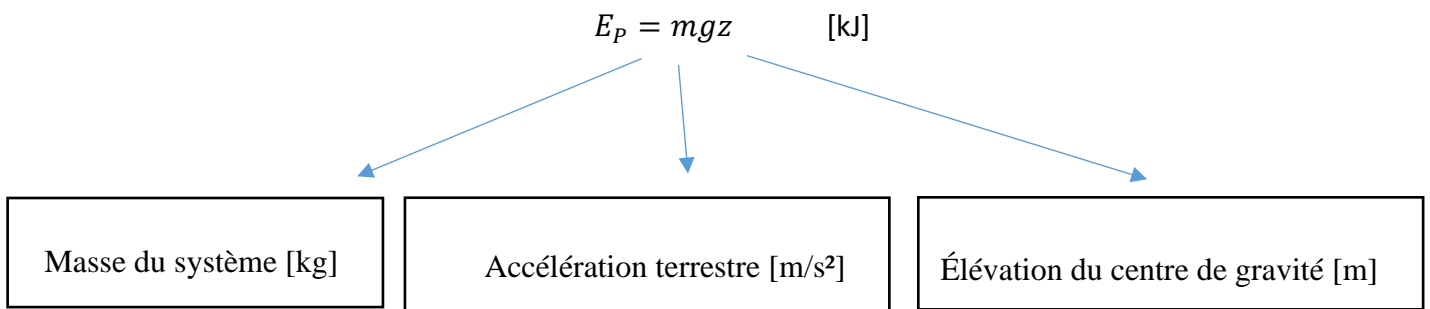 E_P = mgz [kJ]
Masse du système [kg]
Accélération terrestre [m/s²]
Élévation du centre de gravité [m]